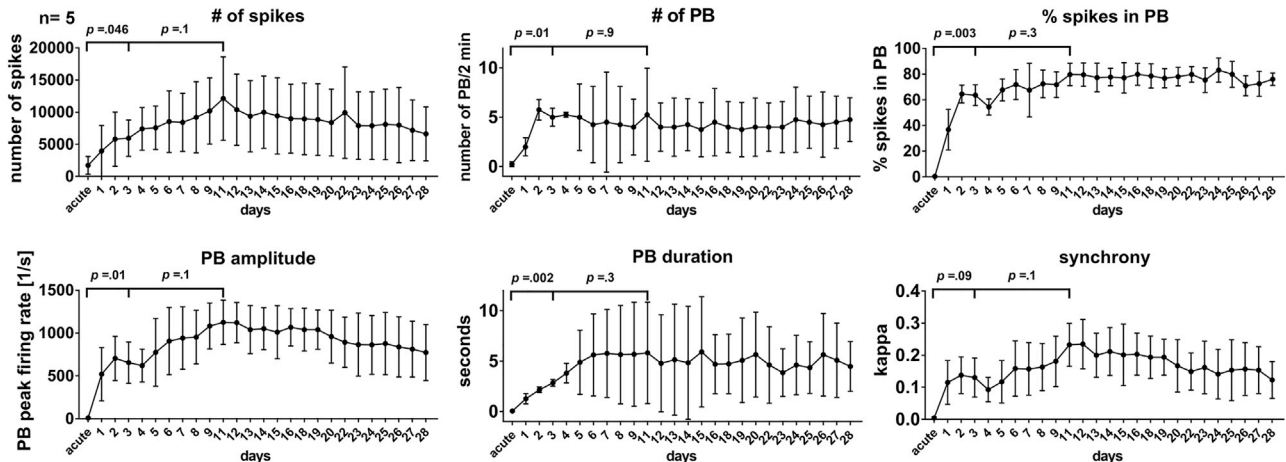 n= 5
# of spikes
p =.046
p =.1
number of spikes
20000
15000
10000
5000
0
acute 1 2 3 4 5 6 7 8 9 11 12 13 14 15 16 18 19 20 22 23 25 26 27 28
days
# of PB
p =.01
p =.9
number of PB/2 min
10
5
0
acute 1 2 3 4 5 6 7 8 9 11 12 13 14 15 16 18 19 20 22 23 24 25 26 27 28
days
% spikes in PB
p =.003
p =.3
% spikes in PB
100
80
60
40
20
0
acute 1 2 3 4 5 6 7 8 9 11 12 13 14 15 16 18 19 20 22 23 24 25 26 27 28
days
PB amplitude
p =.01
p =.1
PB peak firing rate [1/s]
1500
1000
500
0
acute 1 2 3 4 5 6 7 8 9 11 12 13 14 15 16 18 19 20 22 23 24 25 26 27 28
days
PB duration
p =.002
p =.3
seconds
10
5
0
acute 1 2 3 4 5 6 7 8 9 11 12 13 14 15 16 18 19 20 22 23 24 25 26 27 28
days
synchrony
p =.09
p =.1
kappa
0.4
0.3
0.2
0.1
0.0
acute 1 2 3 4 5 6 7 8 9 11 12 13 14 15 16 18 19 20 22 23 24 25 26 27 28
days